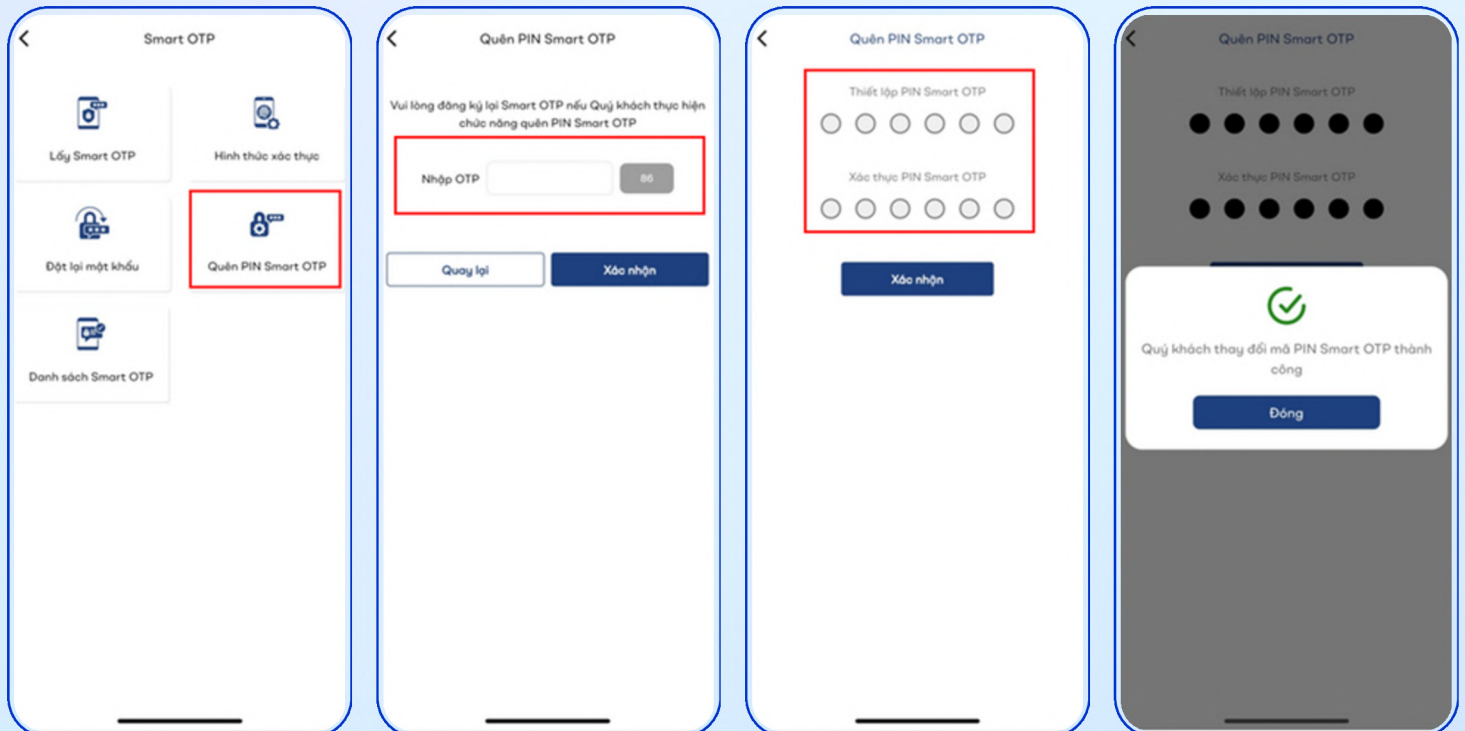 Smart OTP
Lấy Smart OTP
Hình thức xác thực
Đặt lại mật khẩu
Quên PIN Smart OTP
Danh sách Smart OTP
Quên PIN Smart OTP
Vui lòng đăng ký lại Smart OTP nếu Quý khách thực hiện
chức năng quên PIN Smart OTP
Nhập OTP
86
Quay lại
Xác nhận
Quên PIN Smart OTP
Thiết lập PIN Smart OTP
Xác thực PIN Smart OTP
Xác nhận
Quên PIN Smart OTP
Thiết lập PIN Smart OTP
Xác thực PIN Smart OTP
Quý khách thay đổi mã PIN Smart OTP thành
công
Đóng